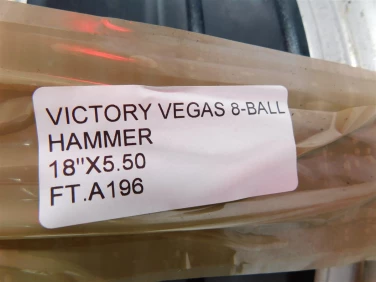 VICTORY VEGAS 8-BALL
HAMMER
18"X5.50
FT.A196